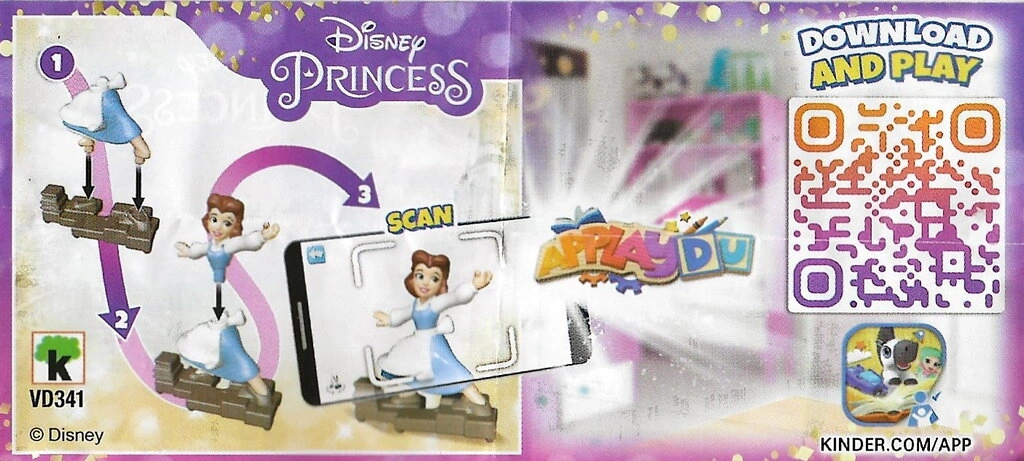 DISNEY
PRINCESS
1
2
3
SCAN
APPLAYDU
k
VD341
© Disney
DOWNLOAD
AND PLAY
KINDER.COM/APP